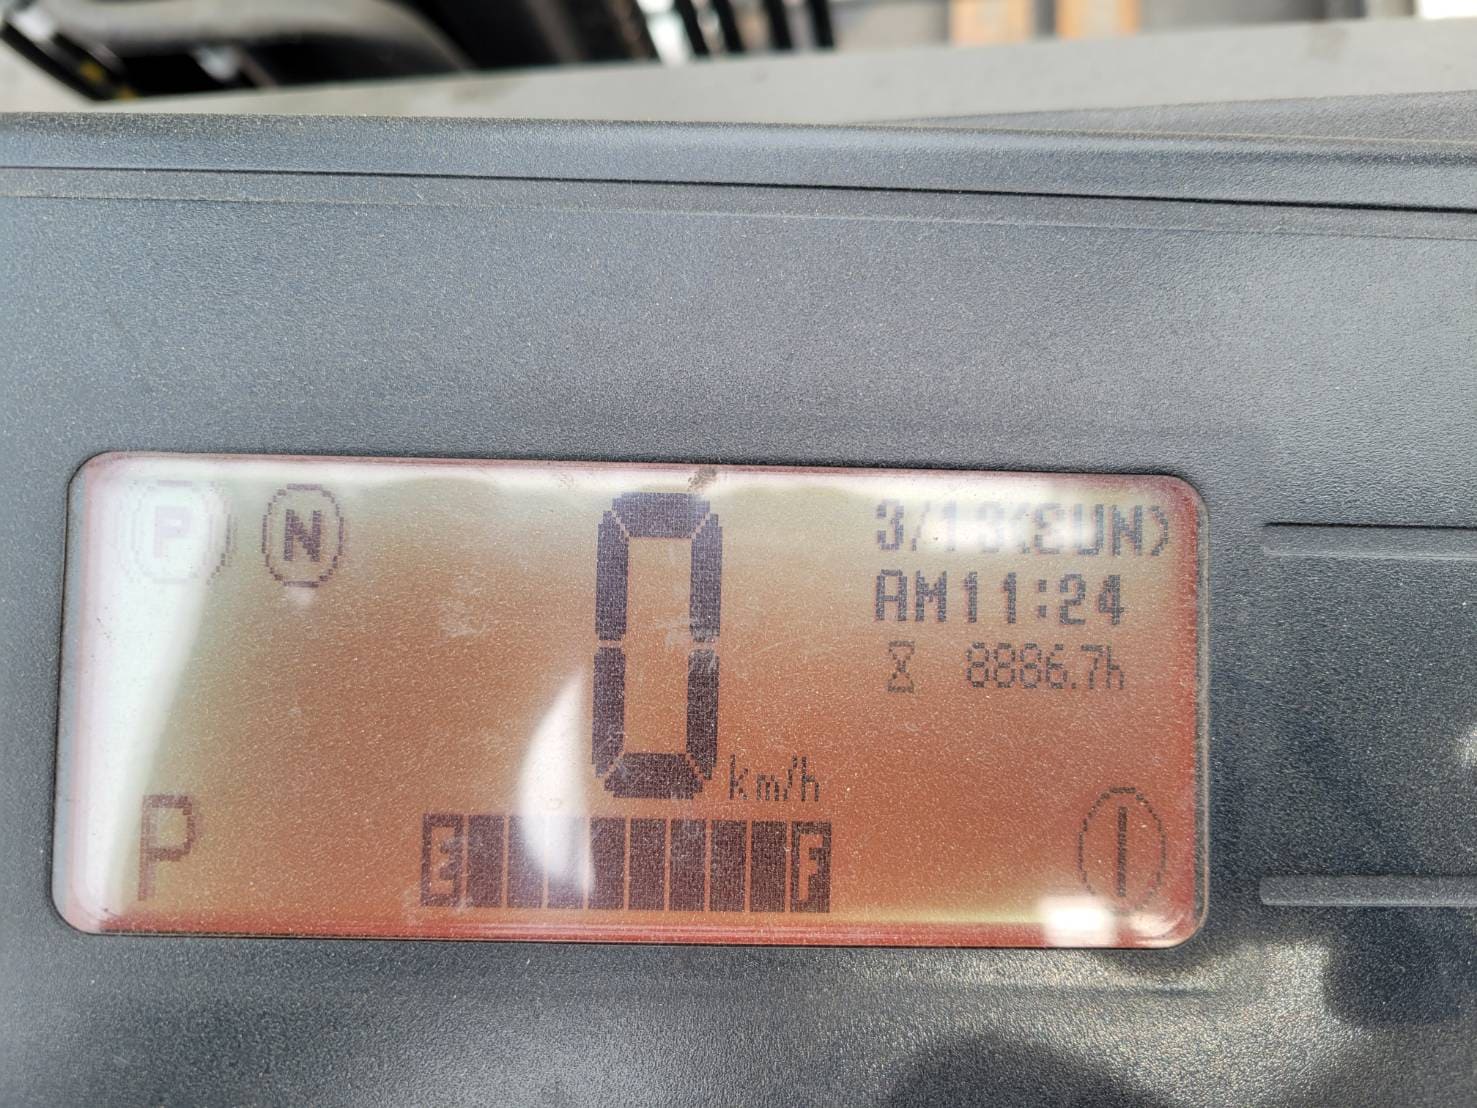 P N
0
km/h
3/13(SUN)
AM11:24
8886.7h
P
E F